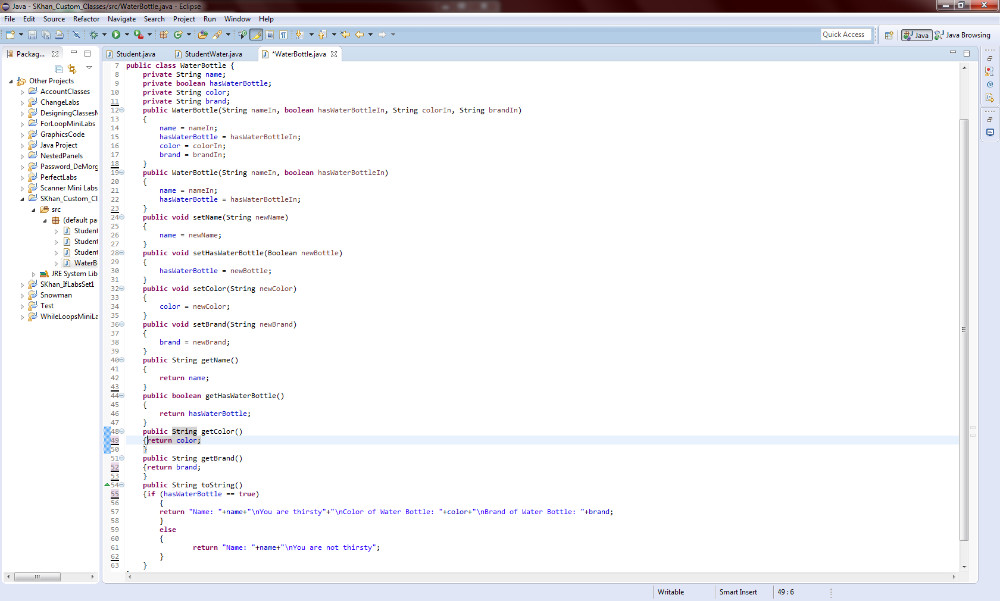 Java - SKhan_Custom_Classes/src/WaterBottle.java - Eclipse
File Edit Source Refactor Navigate Search Project Run Window Help
Quick Access Java Java Browsing
Packag... Student.java StudentWater.java *WaterBottle.java
Other Projects
AccountClasses
ChangeLabs
DesigningClassesM
ForLoopMiniLabs
GraphicsCode
Java Project
NestedPanels
Password_DeMorg
PerfectLabs
Scanner Mini Labs
SKhan_Custom_Cl
src
(default pa
Student
Student
Student
WaterB
JRE System Lib
SKhan_IfLabsSet1
Snowman
Test
WhileLoopsMiniLa
7 public class WaterBottle {
8 private String name;
9 private boolean hasWaterBottle;
10 private String color;
11 private String brand;
12 public WaterBottle(String nameIn, boolean hasWaterBottleIn, String colorIn, String brandIn)
13 {
14 name = nameIn;
15 hasWaterBottle = hasWaterBottleIn;
16 color = colorIn;
17 brand = brandIn;
18 }
19 public WaterBottle(String nameIn, boolean hasWaterBottleIn)
20 {
21 name = nameIn;
22 hasWaterBottle = hasWaterBottleIn;
23 }
24 public void setName(String newName)
25 {
26 name = newName;
27 }
28 public void setHasWaterBottle(Boolean newBottle)
29 {
30 hasWaterBottle = newBottle;
31 }
32 public void setColor(String newColor)
33 {
34 color = newColor;
35 }
36 public void setBrand(String newBrand)
37 {
38 brand = newBrand;
39 }
40 public String getName()
41 {
42 return name;
43 }
44 public boolean getHasWaterBottle()
45 {
46 return hasWaterBottle;
47 }
48 public String getColor()
49 {return color;
50 }
51 public String getBrand()
52 {return brand;
53 }
54 public String toString()
55 {if (hasWaterBottle == true)
56 {
57 return "Name: "+name+"\nYou are thirsty"+"\nColor of Water Bottle: "+color+"\nBrand of Water Bottle: "+brand;
58 }
59 else
60 {
61 return "Name: "+name+"\nYou are not thirsty";
62 }
63 }
Writable Smart Insert 49 : 6